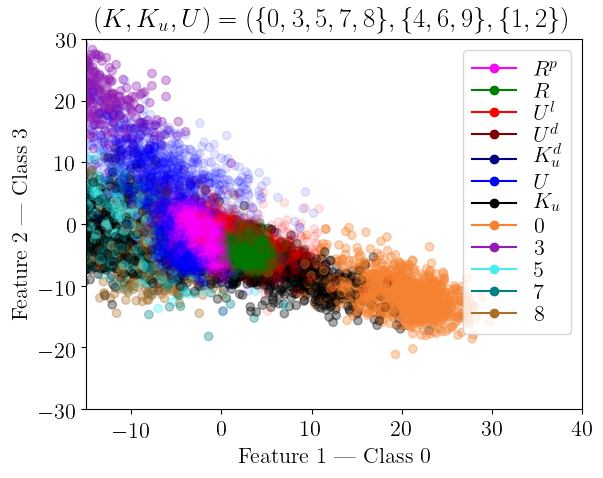 (K, K_u, U) = ({0, 3, 5, 7, 8}, {4, 6, 9}, {1, 2})
30
20
10
0
−10
−20
−30
−10
0
10
20
30
40
Feature 2 — Class 3
Feature 1 — Class 0
R^p
R
U^l
U^d
K_u^d
U
K_u
0
3
5
7
8